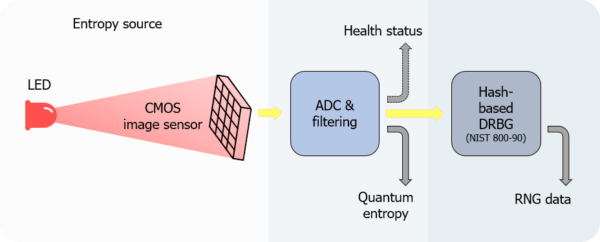 Entropy source
LED
CMOS
image sensor
ADC &
filtering
Health status
Quantum
entropy
Hash-
based
DRBG
(NIST 800-90)
RNG data